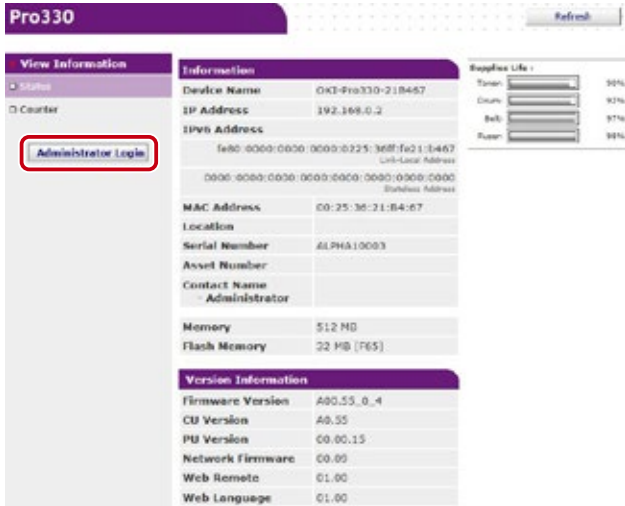 Pro330
Refresh
View Information
Status
Counter
Administrator Login
Information
Device Name OKI-Pro330-218467
IP Address 192.168.0.2
IPv6 Address
fe80:0000:0000:0000:0225:36ff:fe21:b467
Link-Local Address
0000:0000:0000:0000:0000:0000:0000:0000
Stateless Address
MAC Address 00:25:36:21:B4:67
Location
Serial Number ALPHA10003
Asset Number
Contact Name
- Administrator
Memory 512 MB
Flash Memory 32 MB [F65]
Version Information
Firmware Version A00.55_0_4
CU Version A0.55
PU Version 00.00.15
Network Firmware 00.09
Web Remote 01.00
Web Language 01.00
Supplies Life :
Toner
Drum
Belt 97%
Fuser